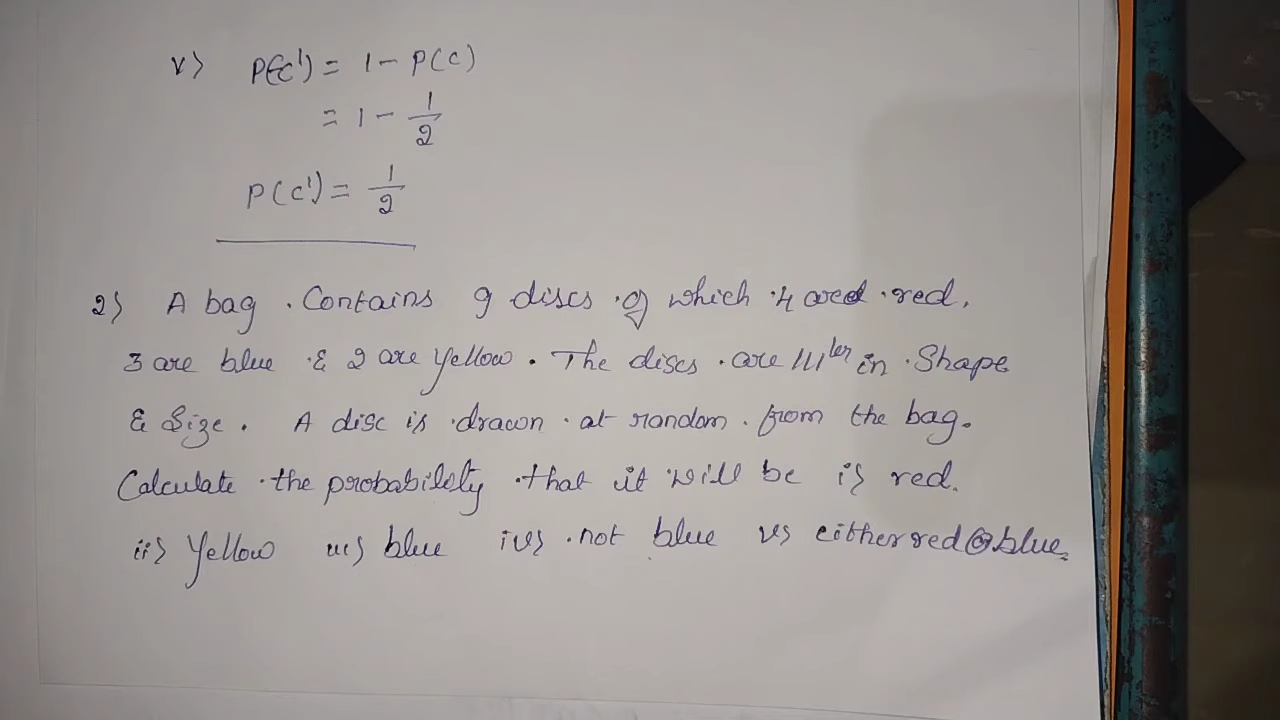 v) P(C') = 1 - P(C)
= 1 - 1/2
P(C') = 1/2
2) A bag Contains 9 discs of which 4 are red,
3 are blue & 2 are yellow. The discs are llller in Shape
& Size. A disc is drawn at random from the bag.
Calculate the probability that it will be i) red.
ii) Yellow iii) blue iv) not blue v) either red or blue.